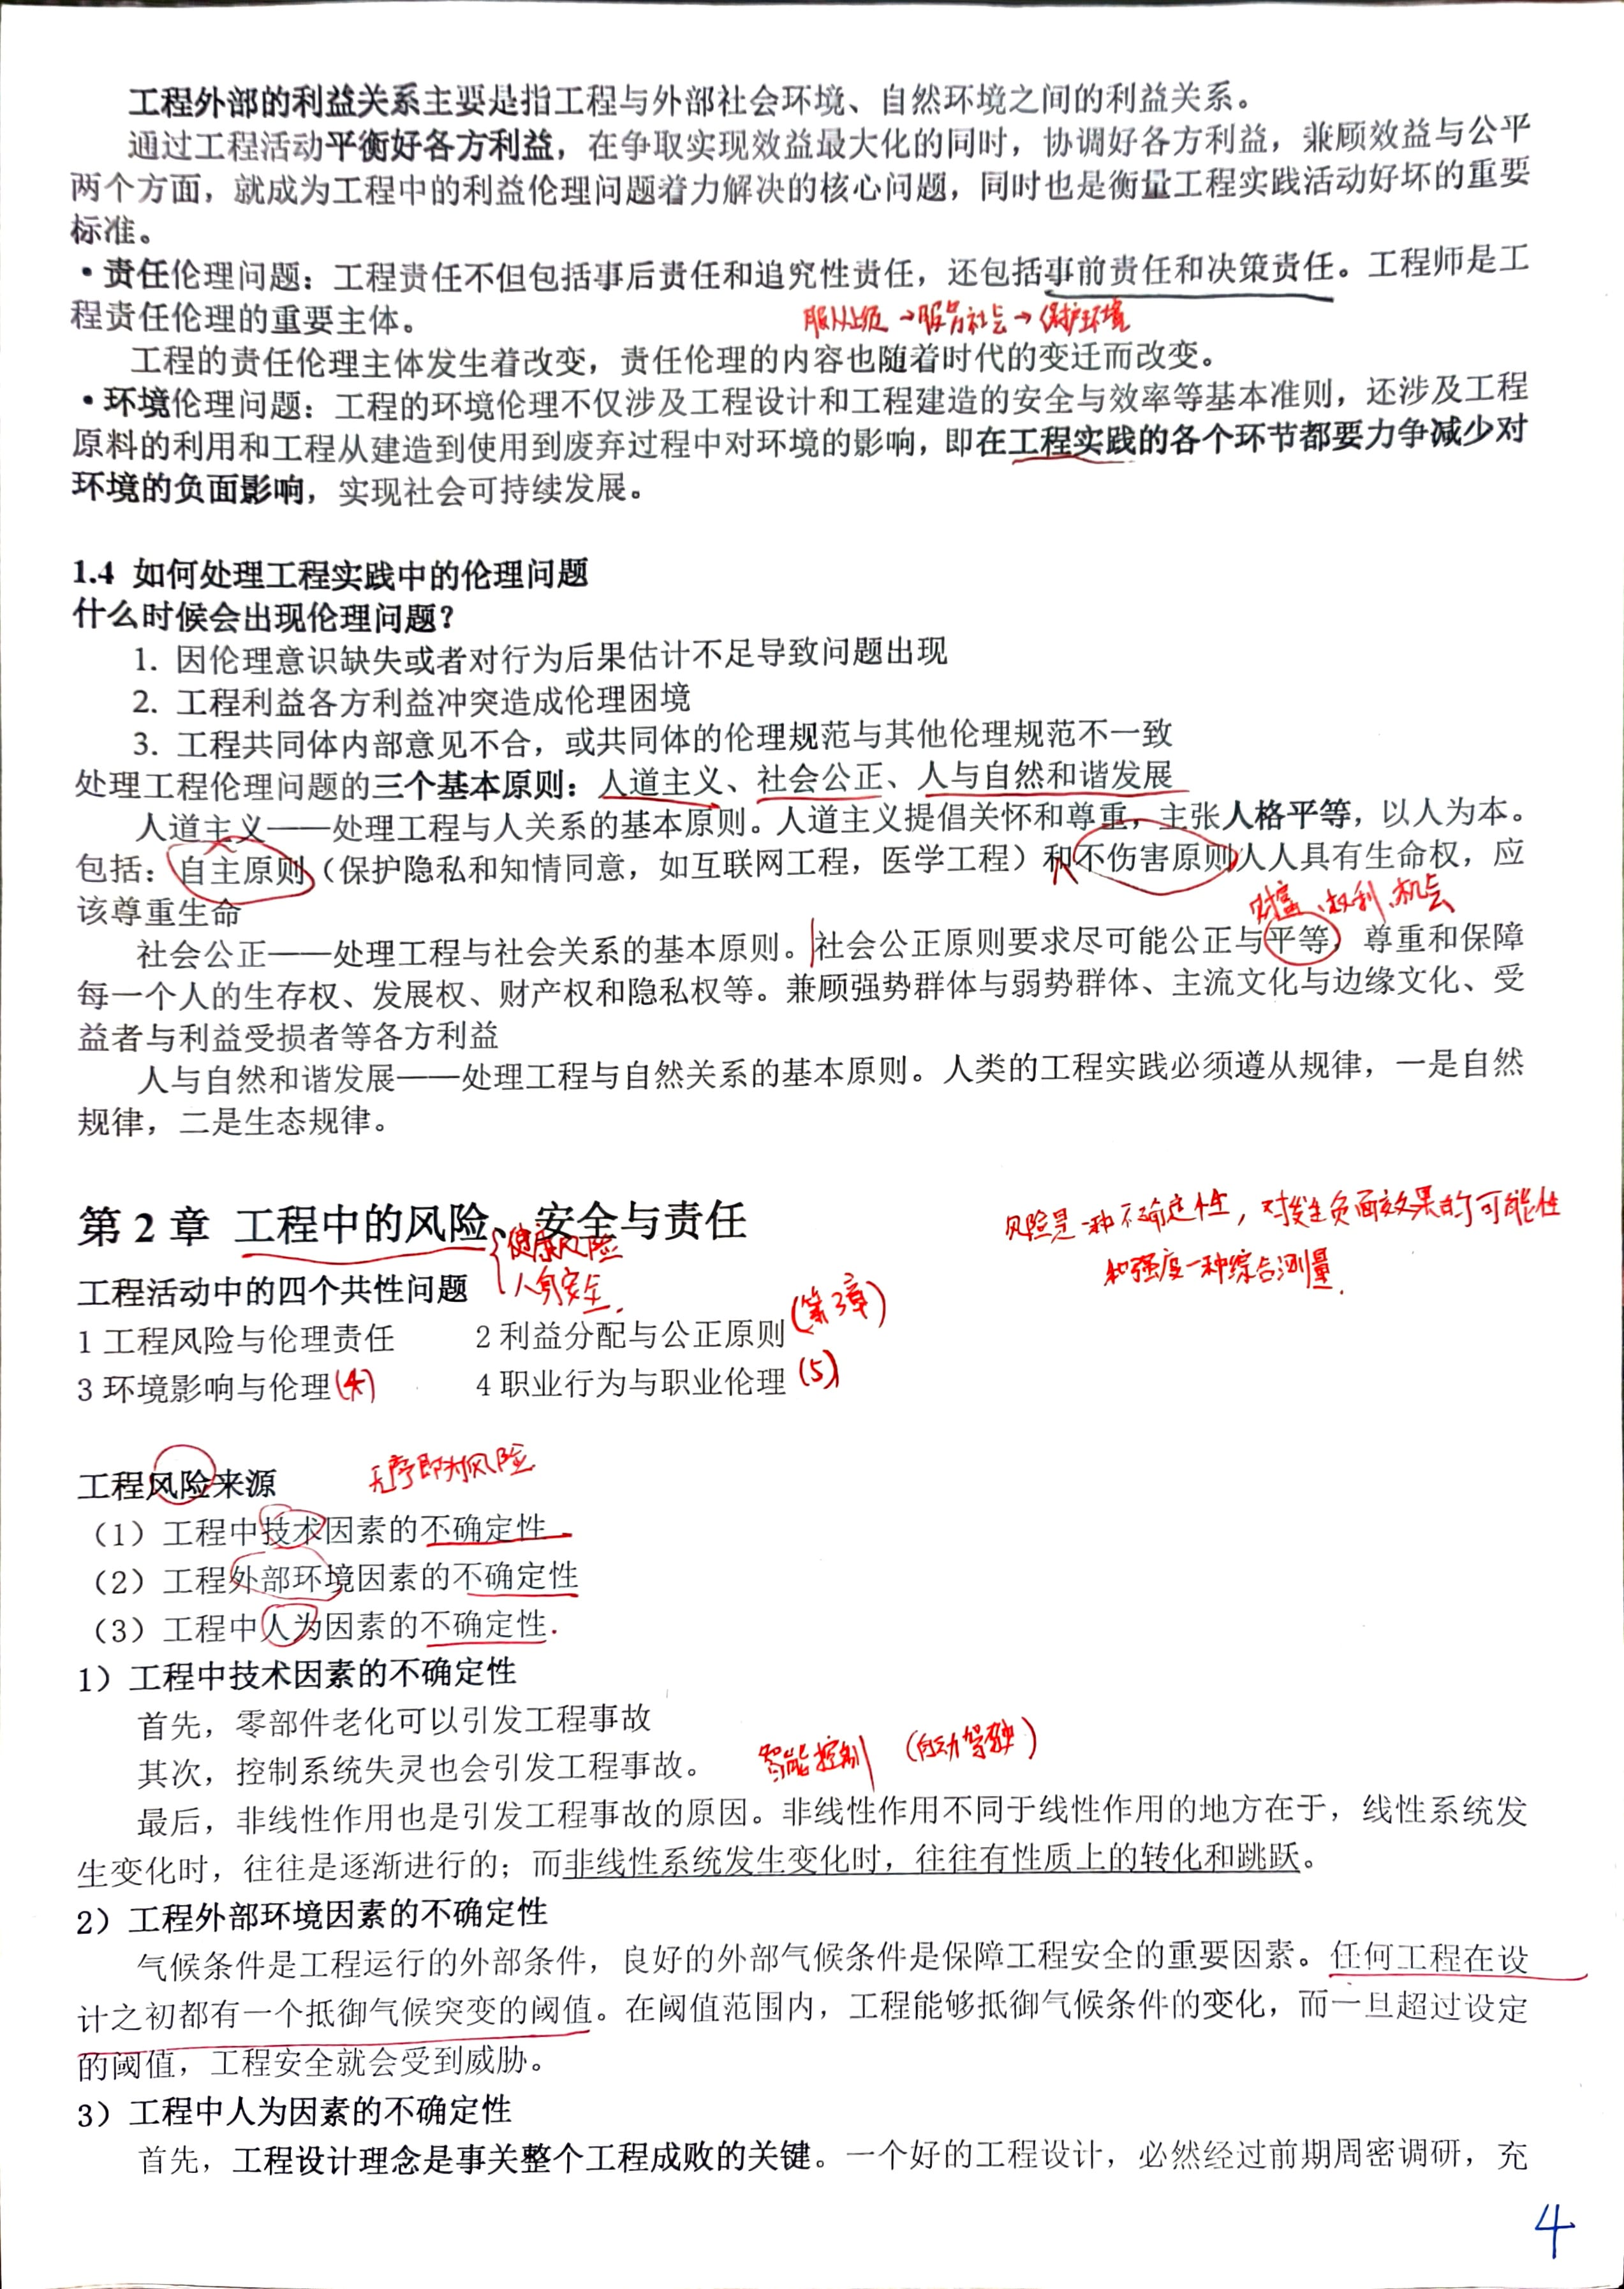 工程外部的利益关系主要是指工程与外部社会环境、自然环境之间的利益关系。
通过工程活动平衡好各方利益，在争取实现效益最大化的同时，协调好各方利益，兼顾效益与公平
两个方面，就成为工程中的利益伦理问题着力解决的核心问题，同时也是衡量工程实践活动好坏的重要
标准。
·责任伦理问题：工程责任不但包括事后责任和追究性责任，还包括事前责任和决策责任。工程师是工
程责任伦理的重要主体。
服从上级→服务社会→保护环境
工程的责任伦理主体发生着改变，责任伦理的内容也随着时代的变迁而改变。
·环境伦理问题：工程的环境伦理不仅涉及工程设计和工程建造的安全与效率等基本准则，还涉及工程
原料的利用和工程从建造到使用到废弃过程中对环境的影响，即在工程实践的各个环节都要力争减少对
环境的负面影响，实现社会可持续发展。
1.4 如何处理工程实践中的伦理问题
什么时候会出现伦理问题？
1. 因伦理意识缺失或者对行为后果估计不足导致问题出现
2. 工程利益各方利益冲突造成伦理困境
3. 工程共同体内部意见不合，或共同体的伦理规范与其他伦理规范不一致
处理工程伦理问题的三个基本原则：人道主义、社会公正、人与自然和谐发展
人道主义——处理工程与人关系的基本原则。人道主义提倡关怀和尊重，主张人格平等，以人为本。
包括：自主原则（保护隐私和知情同意，如互联网工程，医学工程）和不伤害原则人人具有生命权，应
该尊重生命
财富、权利、机会
社会公正——处理工程与社会关系的基本原则。社会公正原则要求尽可能公正与平等，尊重和保障
每一个人的生存权、发展权、财产权和隐私权等。兼顾强势群体与弱势群体、主流文化与边缘文化、受
益者与利益受损者等各方利益
人与自然和谐发展——处理工程与自然关系的基本原则。人类的工程实践必须遵从规律，一是自然
规律，二是生态规律。
第 2 章 工程中的风险、安全与责任
健康风险
人身安全.
风险是一种不确定性，对发生负面效果的可能性
和强度一种综合测量.
工程活动中的四个共性问题
1 工程风险与伦理责任 2 利益分配与公正原则(第3章)
3 环境影响与伦理(4) 4 职业行为与职业伦理(5)
工程风险来源 无序即为风险
（1）工程中技术因素的不确定性
（2）工程外部环境因素的不确定性
（3）工程中人为因素的不确定性.
1）工程中技术因素的不确定性
首先，零部件老化可以引发工程事故
其次，控制系统失灵也会引发工程事故。 智能控制 (自动驾驶)
最后，非线性作用也是引发工程事故的原因。非线性作用不同于线性作用的地方在于，线性系统发
生变化时，往往是逐渐进行的；而非线性系统发生变化时，往往有性质上的转化和跳跃。
2）工程外部环境因素的不确定性
气候条件是工程运行的外部条件，良好的外部气候条件是保障工程安全的重要因素。任何工程在设
计之初都有一个抵御气候突变的阈值。在阈值范围内，工程能够抵御气候条件的变化，而一旦超过设定
的阈值，工程安全就会受到威胁。
3）工程中人为因素的不确定性
首先，工程设计理念是事关整个工程成败的关键。一个好的工程设计，必然经过前期周密调研，充
4